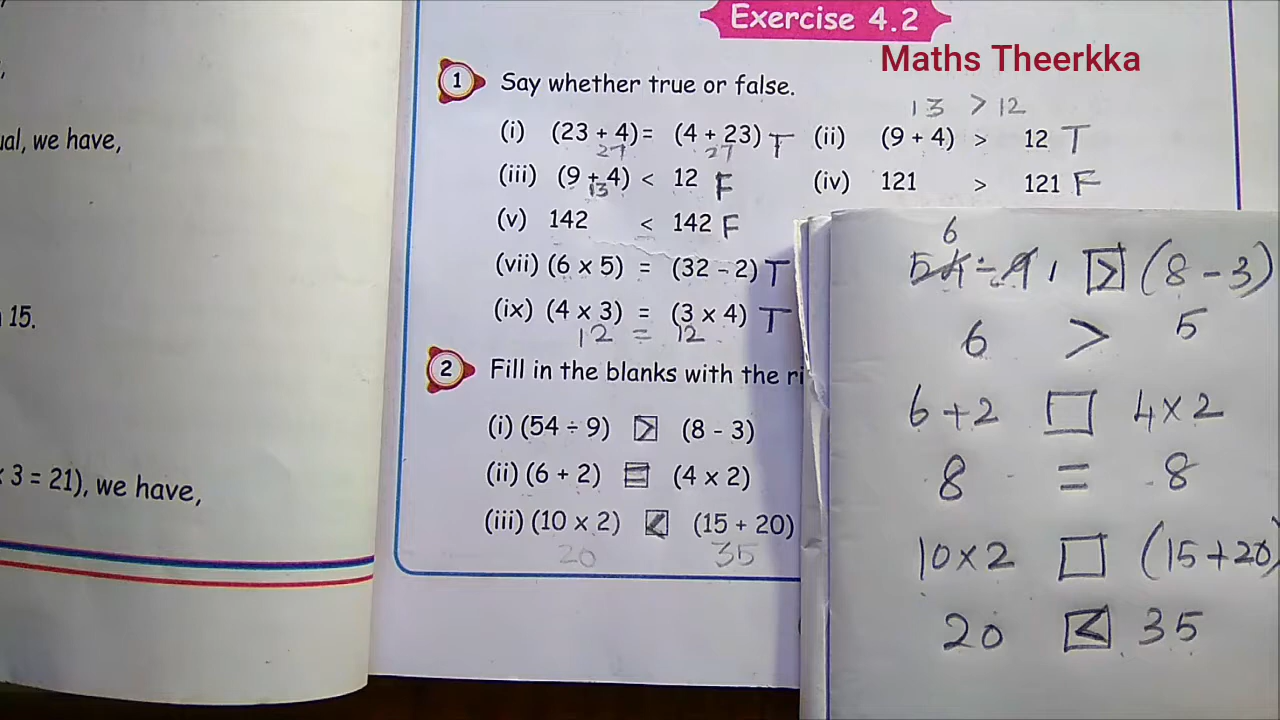 Exercise 4.2
Maths Theerkka
ual, we have,
15.
× 3 = 21), we have,
1 Say whether true or false.
13 > 12
(i) (23 + 4) = (4 + 23) T (ii) (9 + 4) > 12 T
27 27
(iii) (9 + 4) < 12 F (iv) 121 > 121 F
13
(v) 142 < 142 F
(vii) (6 × 5) = (32 - 2) T
(ix) (4 × 3) = (3 × 4) T
12 = 12
2 Fill in the blanks with the ri
(i) (54 ÷ 9) > (8 - 3)
(ii) (6 + 2) = (4 × 2)
(iii) (10 × 2) < (15 + 20)
20 35
6
54 ÷ 9 1 > (8 - 3)
6 > 5
6 + 2 □ 4 × 2
8 = 8
10 × 2 □ (15 + 20)
20 < 35